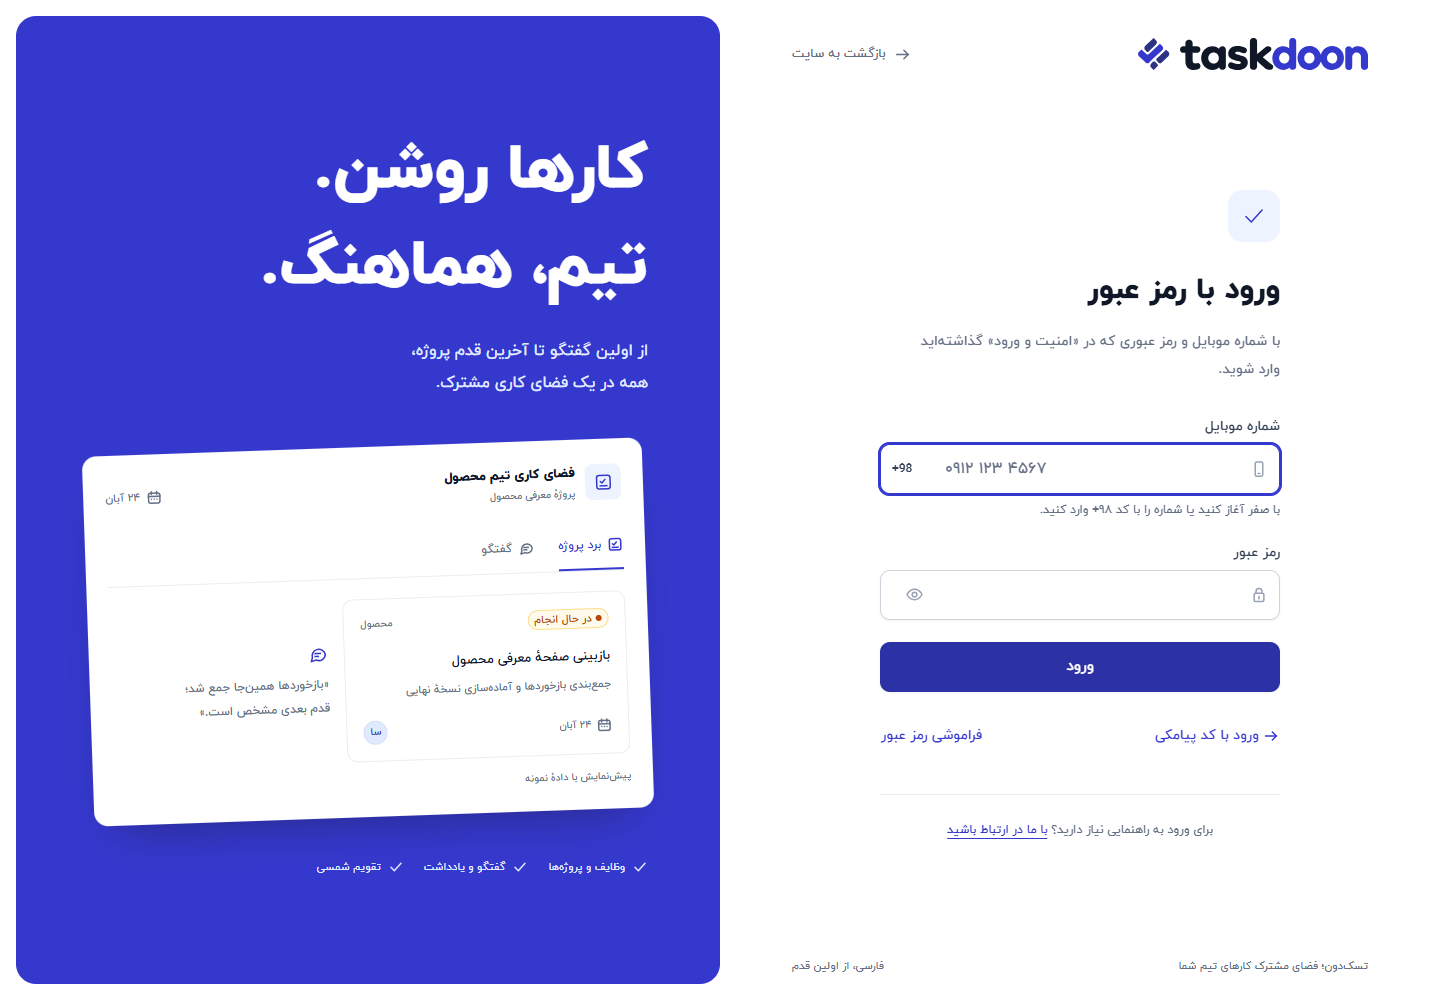 taskdoon
بازگشت به سایت
ورود با رمز عبور
با شماره موبایل و رمز عبوری که در «امنیت و ورود» گذاشته‌اید
وارد شوید.
شماره موبایل
+98
۰۹۱۲ ۱۲۳ ۴۵۶۷
با صفر آغاز کنید یا شماره را با کد ۹۸+ وارد کنید.
رمز عبور
ورود
ورود با کد پیامکی
فراموشی رمز عبور
برای ورود به راهنمایی نیاز دارید؟ با ما در ارتباط باشید
تسک‌دون؛ فضای مشترک کارهای تیم شما
فارسی، از اولین قدم
کارها روشن.
تیم، هماهنگ.
از اولین گفتگو تا آخرین قدم پروژه،
همه در یک فضای کاری مشترک.
فضای کاری تیم محصول
پروژهٔ معرفی محصول
۲۴ آبان
برد پروژه
گفتگو
در حال انجام
محصول
بازبینی صفحهٔ معرفی محصول
جمع‌بندی بازخوردها و آماده‌سازی نسخهٔ نهایی
۲۴ آبان
سا
«بازخوردها همین‌جا جمع شد؛
قدم بعدی مشخص است.»
پیش‌نمایش با دادهٔ نمونه
وظایف و پروژه‌ها
گفتگو و یادداشت
تقویم شمسی